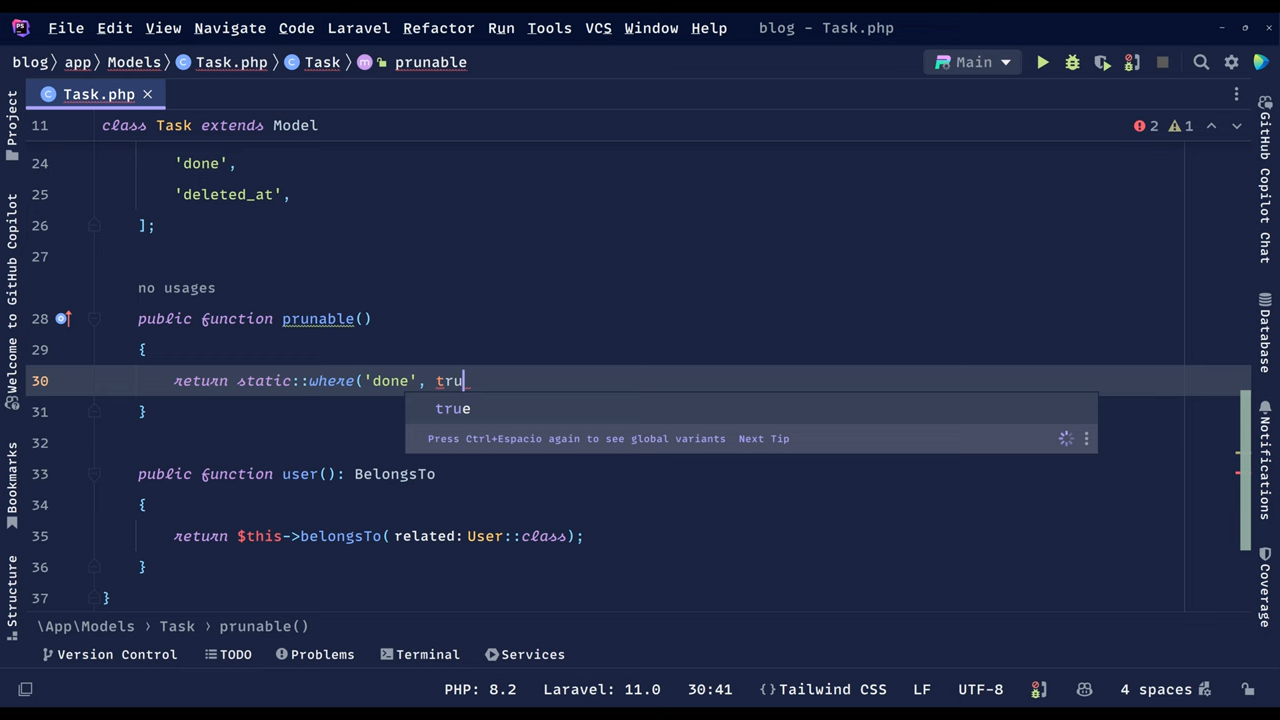 File Edit View Navigate Code Laravel Refactor Run Tools VCS Window Help blog – Task.php
blog app Models Task.php Task m prunable Main
Task.php
11 class Task extends Model 2 1
24 'done',
25 'deleted_at',
26 ];
27
no usages
28 public function prunable()
29 {
30 return static::where('done', tru
true
31 }
Press Ctrl+Espacio again to see global variants Next Tip
32
33 public function user(): BelongsTo
34 {
35 return $this->belongsTo( related: User::class);
36 }
37 }
\App\Models Task prunable()
Version Control TODO Problems Terminal Services
PHP: 8.2 Laravel: 11.0 30:41 Tailwind CSS LF UTF-8 4 spaces
Project
Welcome to GitHub Copilot
Bookmarks
Structure
GitHub Copilot Chat
Database
Notifications
Coverage
PS